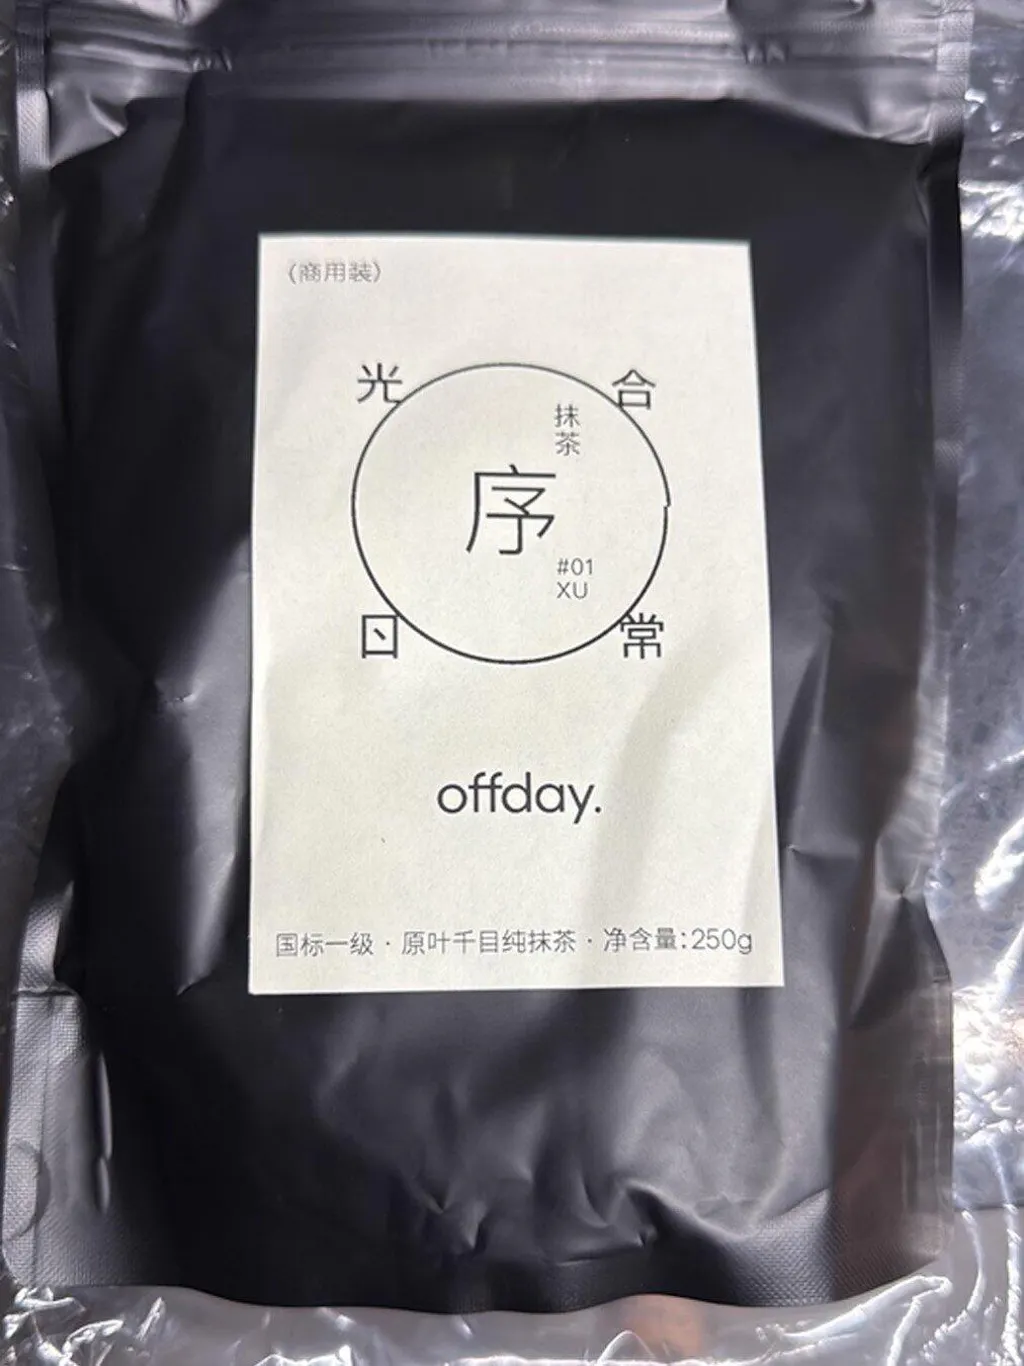 （商用装）
光 合
抹茶
序
#01
XU
日 常
offday.
国标一级 · 原叶千目纯抹茶 · 净含量：250g